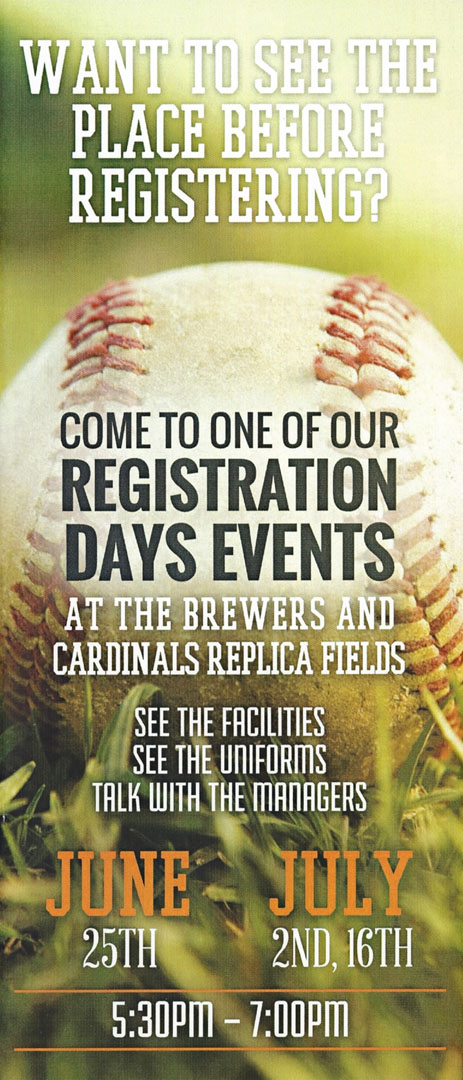 WANT TO SEE THE
PLACE BEFORE
REGISTERING?
COME TO ONE OF OUR
REGISTRATION
DAYS EVENTS
AT THE BREWERS AND
CARDINALS REPLICA FIELDS
SEE THE FACILITIES
SEE THE UNIFORMS
TALK WITH THE MANAGERS
JUNE JULY
25TH 2ND, 16TH
5:30PM – 7:00PM